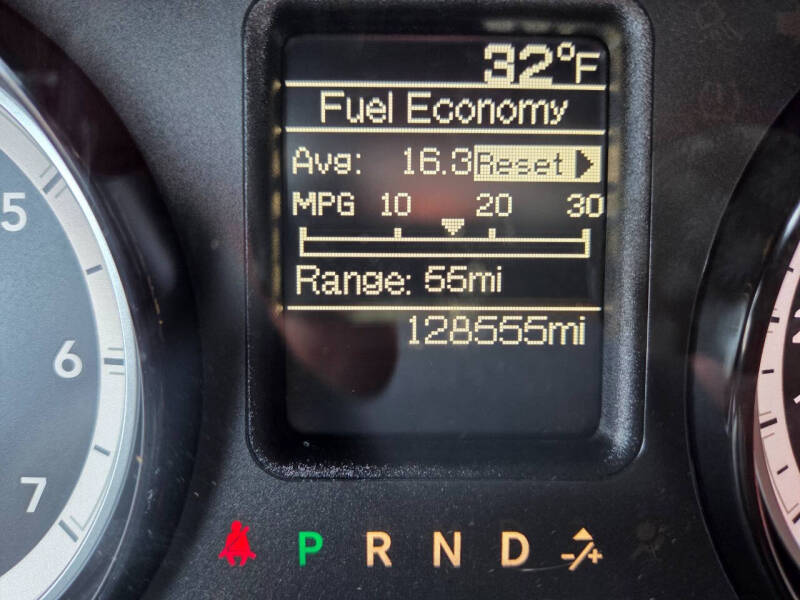 32°F
Fuel Economy
Avg: 16.3 Reset
MPG 10 20 30
Range: 55mi
128555mi
5
6
7
P R N D -/+